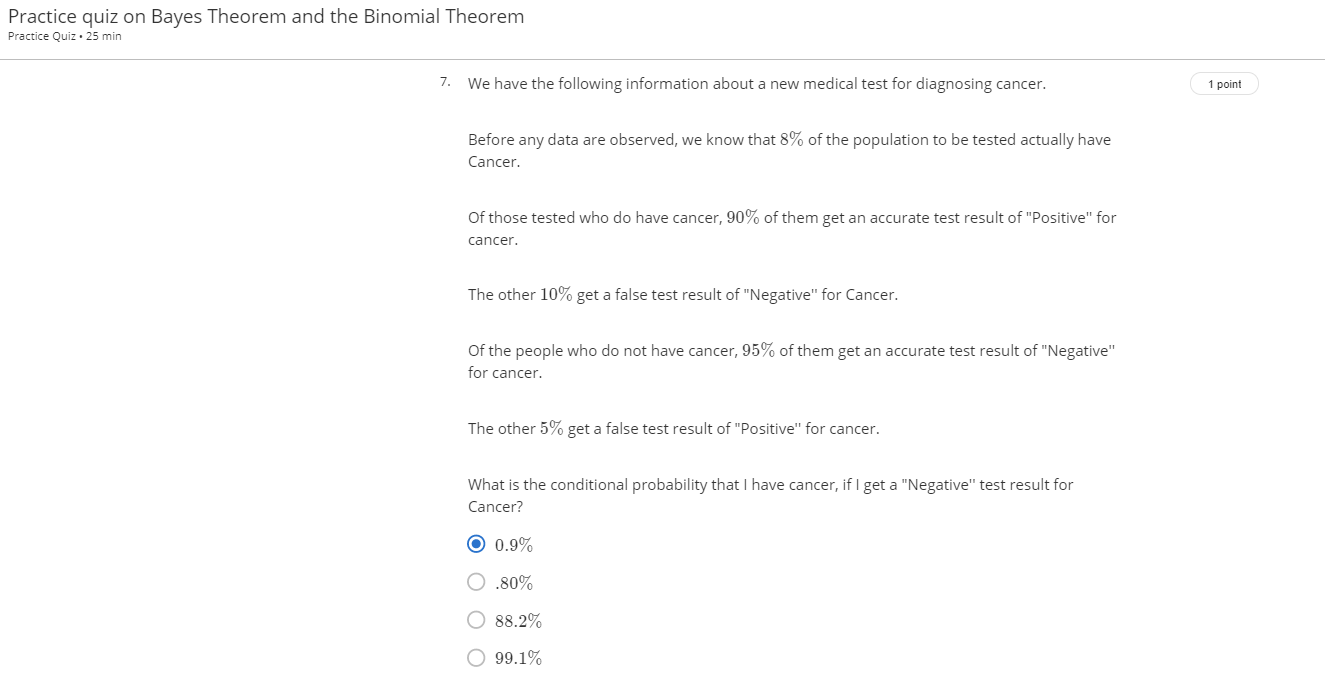 Practice quiz on Bayes Theorem and the Binomial Theorem
Practice Quiz • 25 min
7. We have the following information about a new medical test for diagnosing cancer.
1 point
Before any data are observed, we know that 8% of the population to be tested actually have
Cancer.
Of those tested who do have cancer, 90% of them get an accurate test result of "Positive" for
cancer.
The other 10% get a false test result of "Negative" for Cancer.
Of the people who do not have cancer, 95% of them get an accurate test result of "Negative"
for cancer.
The other 5% get a false test result of "Positive" for cancer.
What is the conditional probability that I have cancer, if I get a "Negative" test result for
Cancer?
0.9%
.80%
88.2%
99.1%